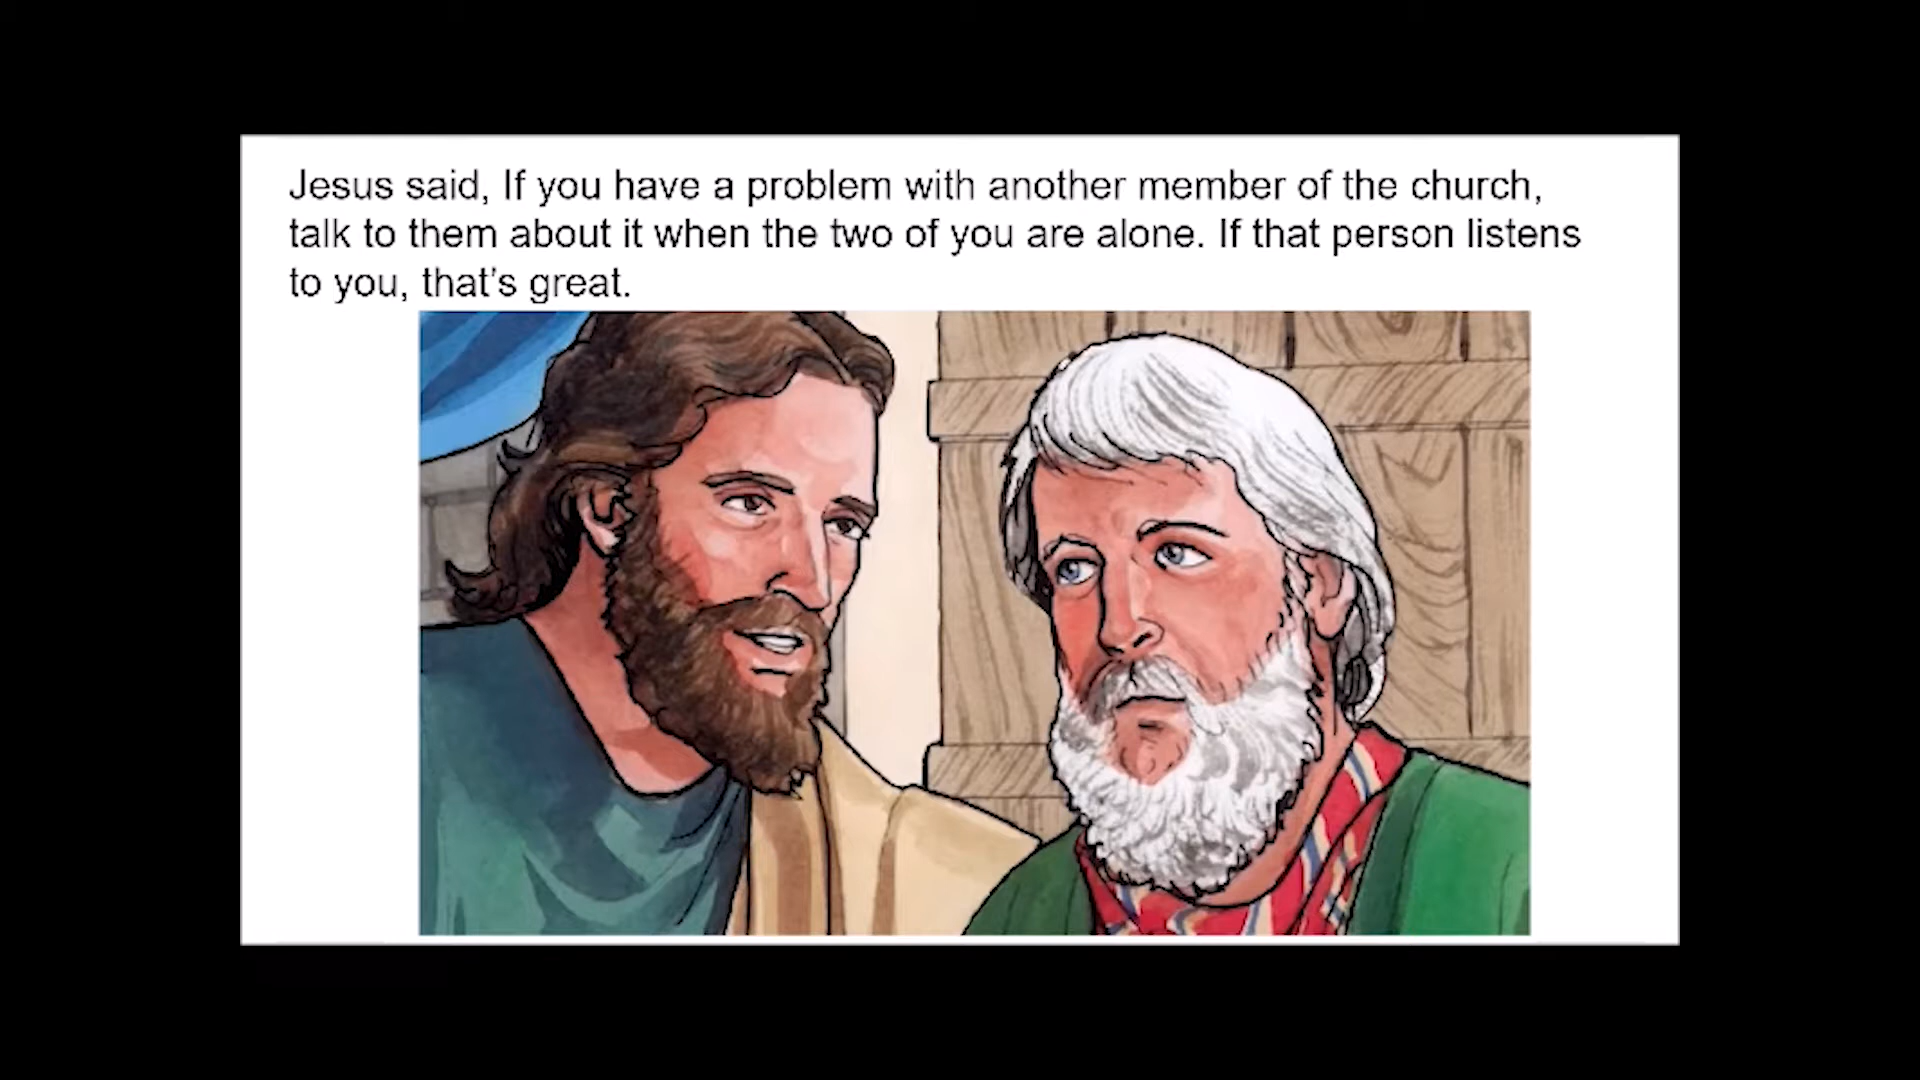 Jesus said, If you have a problem with another member of the church,
talk to them about it when the two of you are alone. If that person listens
to you, that's great.